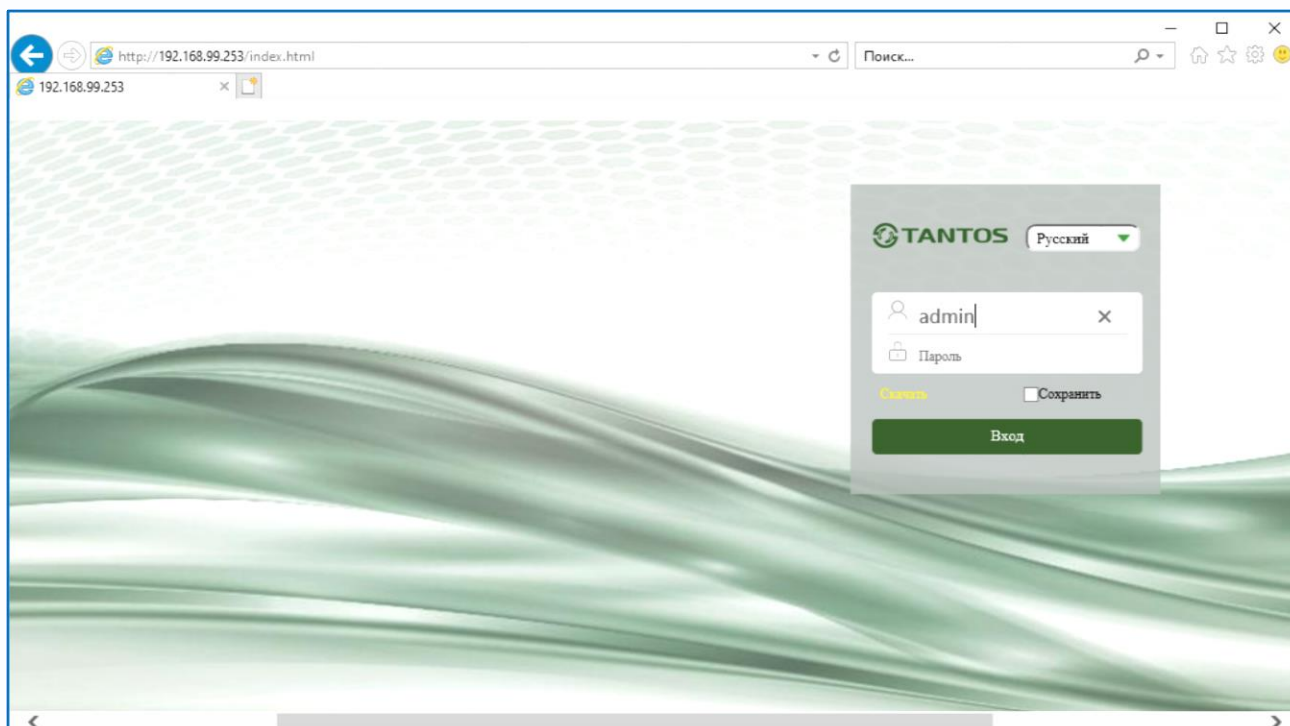 http://192.168.99.253/index.html
Поиск...
192.168.99.253
TANTOS
Русский
admin
Пароль
Скачать
Сохранить
Вход